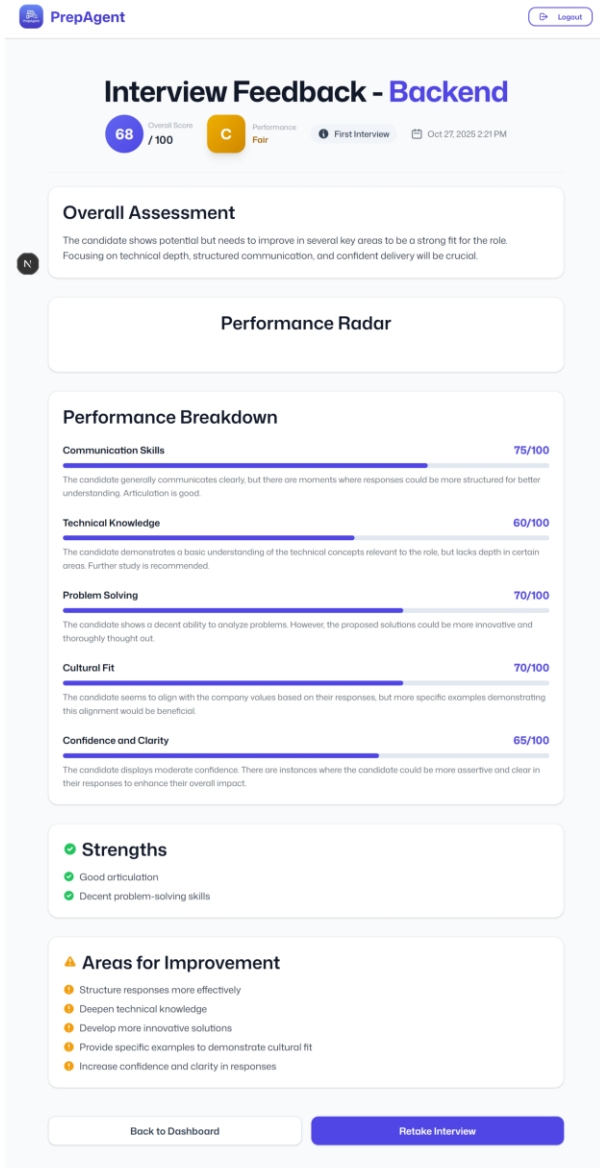 PrepAgent
Logout
Interview Feedback - Backend
68
Overall Score
/ 100
C
Performance
Fair
First Interview
Oct 27, 2025 2:21 PM
Overall Assessment
The candidate shows potential but needs to improve in several key areas to be a strong fit for the role.
Focusing on technical depth, structured communication, and confident delivery will be crucial.
N
Performance Radar
Performance Breakdown
Communication Skills
75/100
The candidate generally communicates clearly, but there are moments where responses could be more structured for better
understanding. Articulation is good.
Technical Knowledge
60/100
The candidate demonstrates a basic understanding of the technical concepts relevant to the role, but lacks depth in certain
areas. Further study is recommended.
Problem Solving
70/100
The candidate shows a decent ability to analyze problems. However, the proposed solutions could be more innovative and
thoroughly thought out.
Cultural Fit
70/100
The candidate seems to align with the company values based on their responses, but more specific examples demonstrating
this alignment would be beneficial.
Confidence and Clarity
65/100
The candidate displays moderate confidence. There are instances where the candidate could be more assertive and clear in
their responses to enhance their overall impact.
Strengths
Good articulation
Decent problem-solving skills
Areas for Improvement
Structure responses more effectively
Deepen technical knowledge
Develop more innovative solutions
Provide specific examples to demonstrate cultural fit
Increase confidence and clarity in responses
Back to Dashboard
Retake Interview